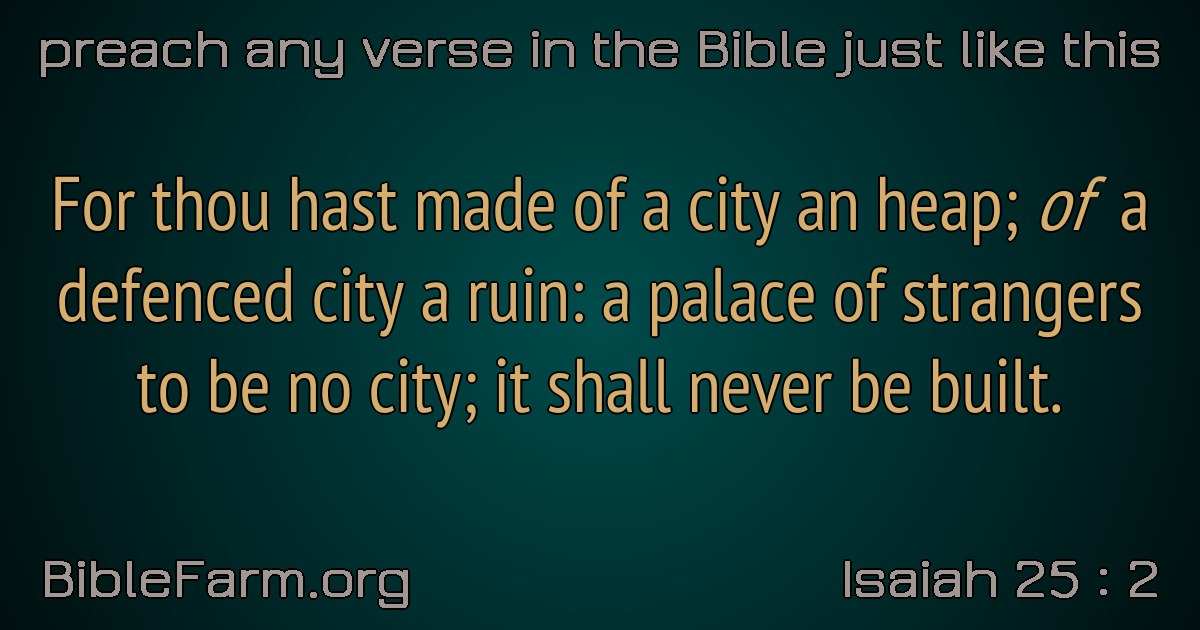 preach any verse in the Bible just like this
For thou hast made of a city an heap; of a
defenced city a ruin: a palace of strangers
to be no city; it shall never be built.
BibleFarm.org
Isaiah 25 : 2